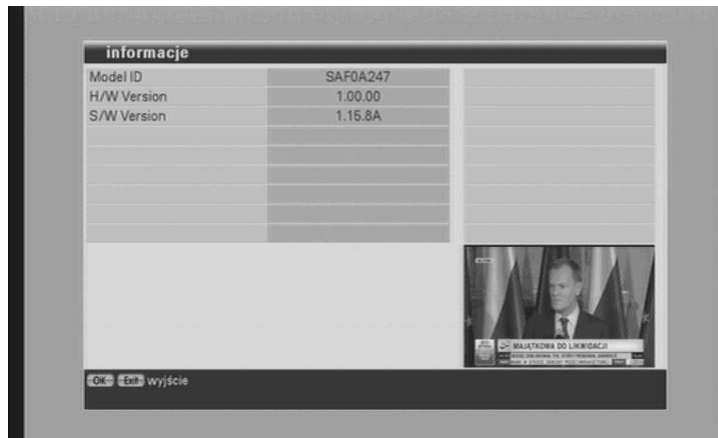 informacje
Model ID SAF0A247
H/W Version 1.00.00
S/W Version 1.15.8A
MAJĄTKOWA DO LIKWIDACJI
OK Exit wyjście